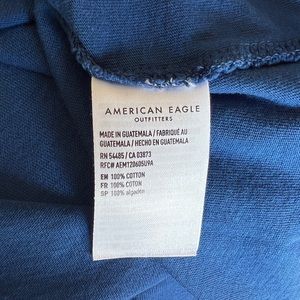 AMERICAN EAGLE
OUTFITTERS
MADE IN GUATEMALA / FABRIQUÉ AU
GUATEMALA / HECHO EN GUATEMALA
RN 54485 / CA 03873
RFC# AEM120605U9A
EN 100% COTTON
FR 100% COTON
SP 100% algodón